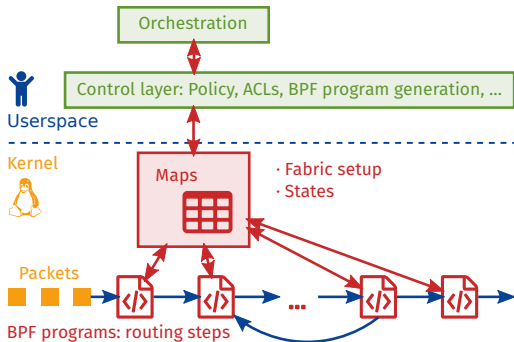 Orchestration
Control layer: Policy, ACLs, BPF program generation, ...
Userspace
Kernel
Maps
· Fabric setup
· States
Packets
</>
</>
...
</>
</>
BPF programs: routing steps